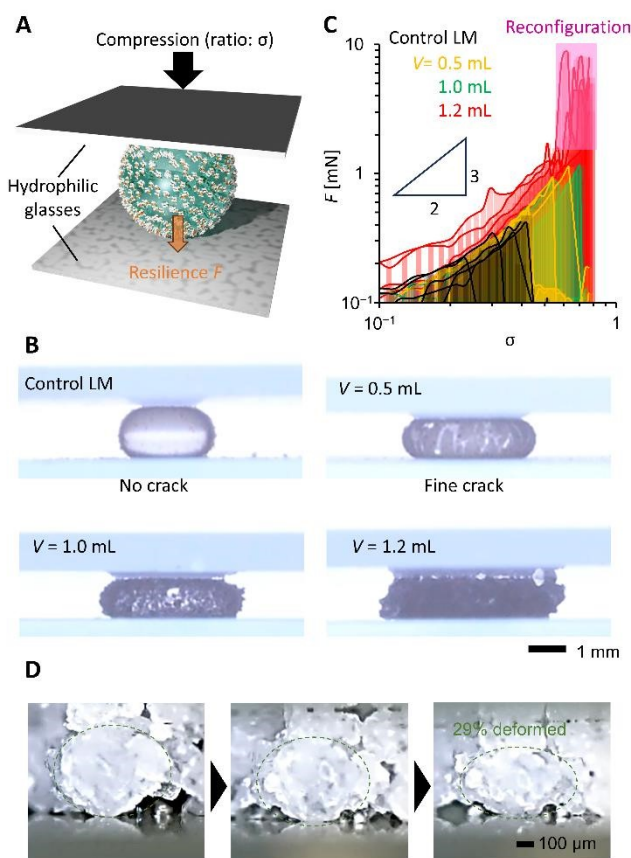 A
Compression (ratio: σ)
Hydrophilic
glasses
Resilience F
C
Reconfiguration
Control LM
V= 0.5 mL
1.0 mL
1.2 mL
3
2
F [mN]
10
1
10⁻¹
10⁻¹
1
σ
B
Control LM
No crack
V = 0.5 mL
Fine crack
V = 1.0 mL
V = 1.2 mL
1 mm
D
29% deformed
100 μm